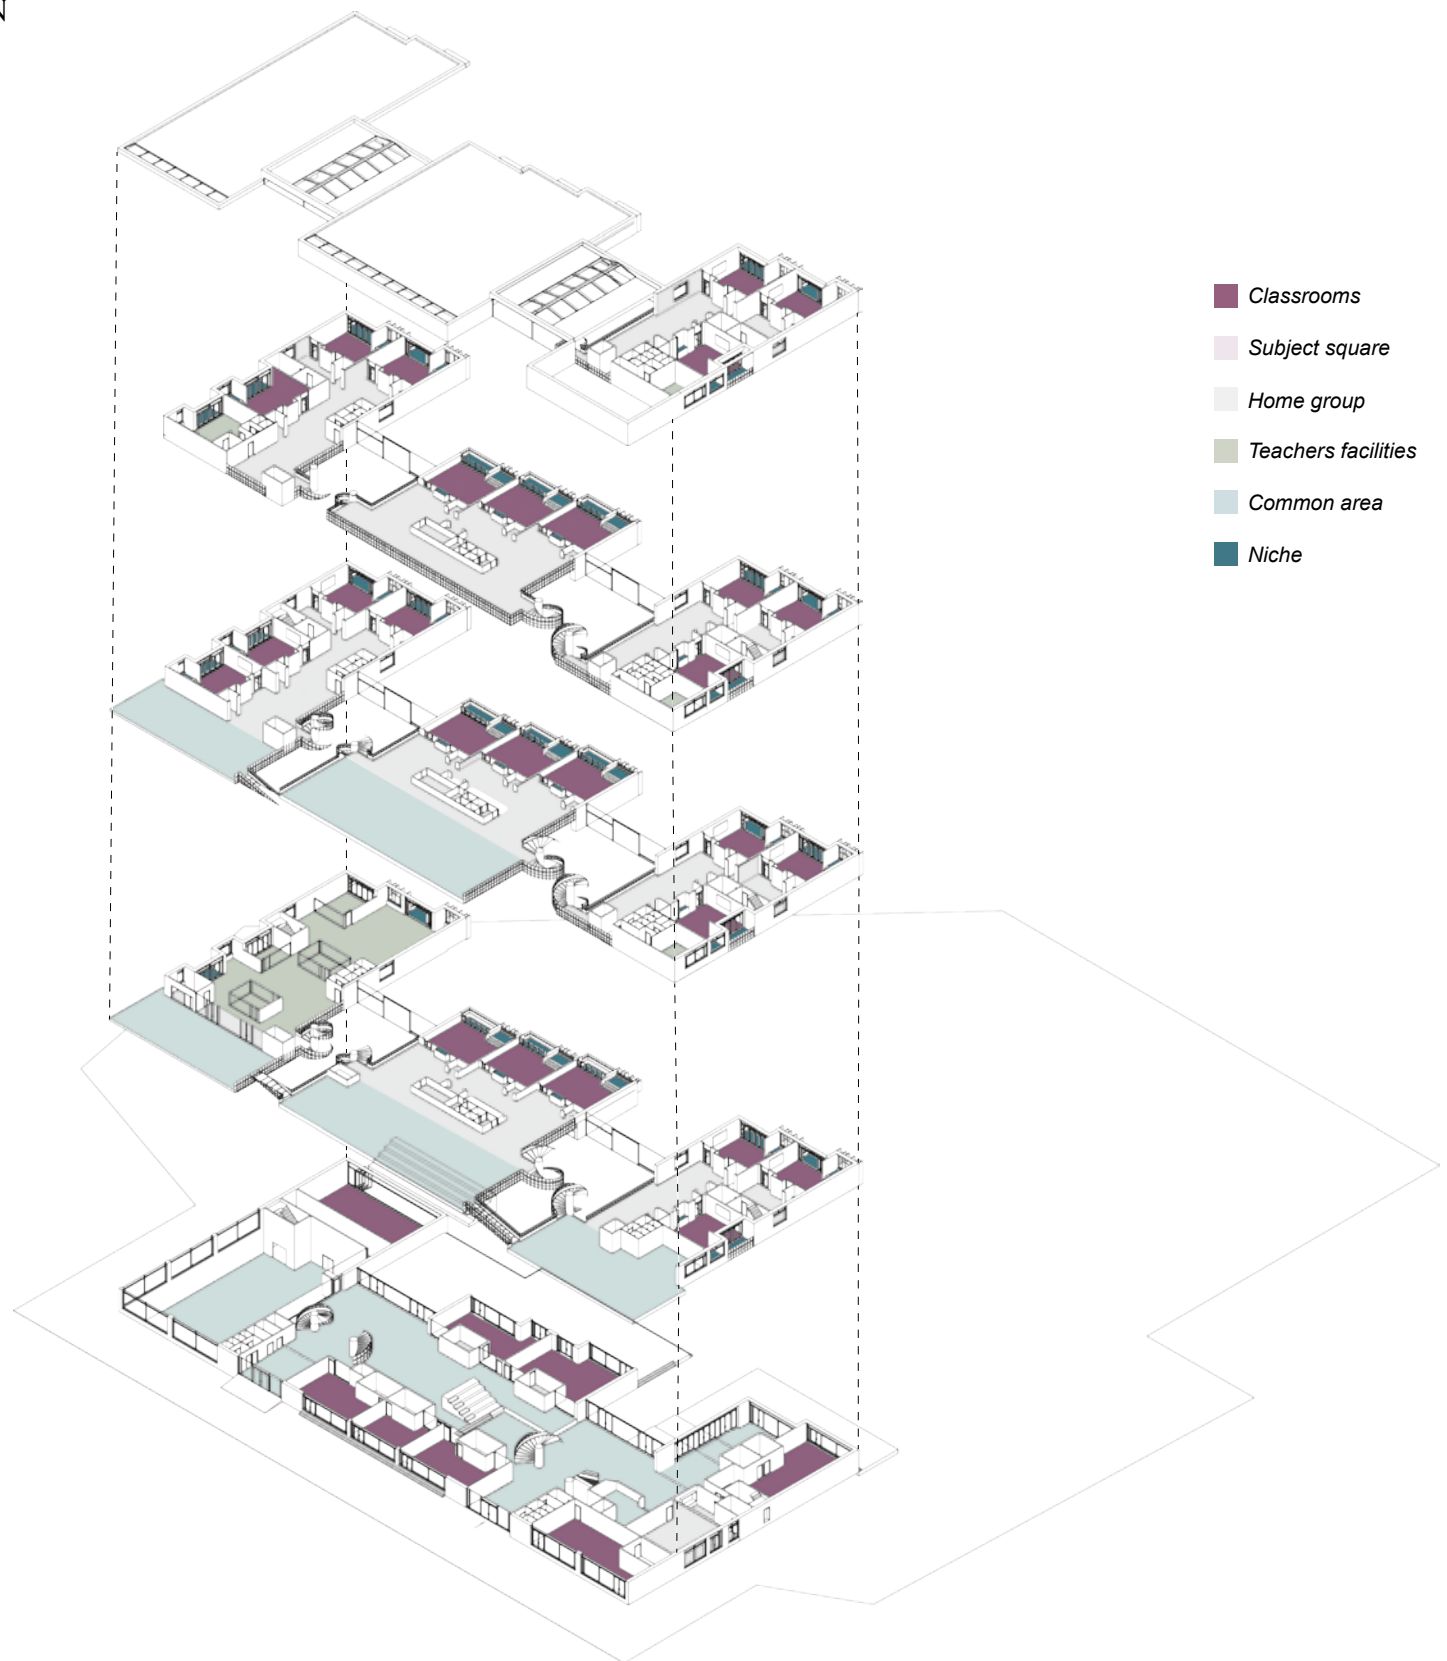 N
Classrooms
Subject square
Home group
Teachers facilities
Common area
Niche